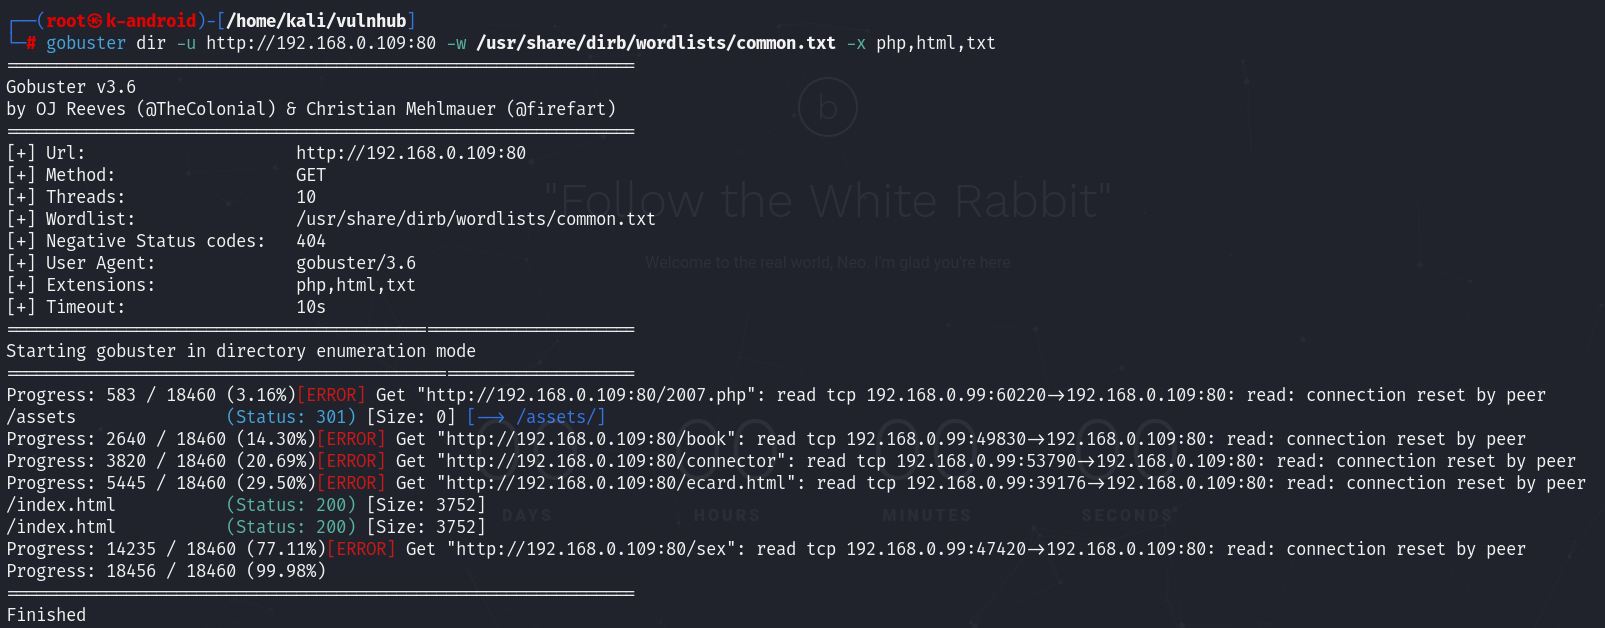 ┌──(root㉿k-android)-[/home/kali/vulnhub]
└─# gobuster dir -u http://192.168.0.109:80 -w /usr/share/dirb/wordlists/common.txt -x php,html,txt
===============================================================
Gobuster v3.6
by OJ Reeves (@TheColonial) & Christian Mehlmauer (@firefart)
===============================================================
[+] Url:                     http://192.168.0.109:80
[+] Method:                  GET
[+] Threads:                 10
[+] Wordlist:                /usr/share/dirb/wordlists/common.txt
[+] Negative Status codes:   404
[+] User Agent:              gobuster/3.6
[+] Extensions:              php,html,txt
[+] Timeout:                 10s
===============================================================
Starting gobuster in directory enumeration mode
===============================================================
Progress: 583 / 18460 (3.16%)[ERROR] Get "http://192.168.0.109:80/2007.php": read tcp 192.168.0.99:60220->192.168.0.109:80: read: connection reset by peer
/assets               (Status: 301) [Size: 0] [--> /assets/]
Progress: 2640 / 18460 (14.30%)[ERROR] Get "http://192.168.0.109:80/book": read tcp 192.168.0.99:49830->192.168.0.109:80: read: connection reset by peer
Progress: 3820 / 18460 (20.69%)[ERROR] Get "http://192.168.0.109:80/connector": read tcp 192.168.0.99:53790->192.168.0.109:80: read: connection reset by peer
Progress: 5445 / 18460 (29.50%)[ERROR] Get "http://192.168.0.109:80/ecard.html": read tcp 192.168.0.99:39176->192.168.0.109:80: read: connection reset by peer
/index.html           (Status: 200) [Size: 3752]
/index.html           (Status: 200) [Size: 3752]
Progress: 14235 / 18460 (77.11%)[ERROR] Get "http://192.168.0.109:80/sex": read tcp 192.168.0.99:47420->192.168.0.109:80: read: connection reset by peer
Progress: 18456 / 18460 (99.98%)
===============================================================
Finished
b
"Follow the White Rabbit"
Welcome to the real world, Neo. I'm glad you're here
00 00 00 00
DAYS HOURS MINUTES SECONDS